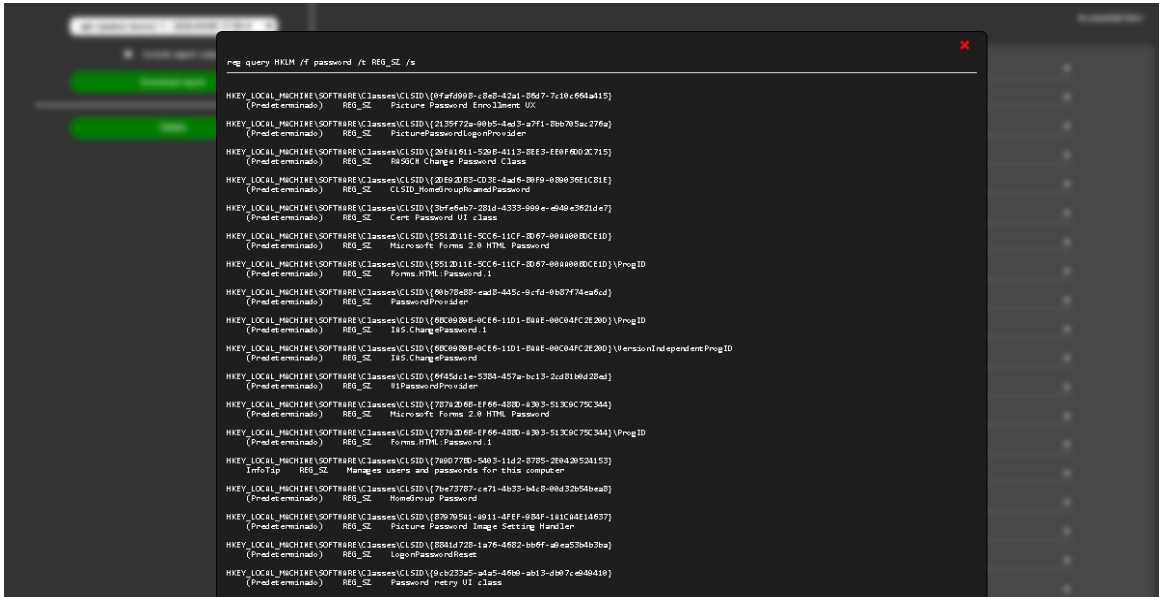 reg query HKLM /f password /t REG_SZ /s
HKEY_LOCAL_MACHINE\SOFTWARE\Classes\CLSID\{0fafd998-c8e8-42a1-86d7-7c10c664a415}
(Predeterminado) REG_SZ Picture Password Enrollment UX
HKEY_LOCAL_MACHINE\SOFTWARE\Classes\CLSID\{2135f72a-90b5-4ed3-a7f1-8bb705ac276a}
(Predeterminado) REG_SZ PicturePasswordLogonProvider
HKEY_LOCAL_MACHINE\SOFTWARE\Classes\CLSID\{29EA1611-529B-4113-8EE3-EE0F6DD2C715}
(Predeterminado) REG_SZ RASGCW Change Password Class
HKEY_LOCAL_MACHINE\SOFTWARE\Classes\CLSID\{2DE92DB3-CD3E-4ad6-80F9-089036E1C81E}
(Predeterminado) REG_SZ CLSID_HomeGroupRoamedPassword
HKEY_LOCAL_MACHINE\SOFTWARE\Classes\CLSID\{3bfe6eb7-281d-4333-999e-e949e3621de7}
(Predeterminado) REG_SZ Cert Password UI class
HKEY_LOCAL_MACHINE\SOFTWARE\Classes\CLSID\{5512D11E-5CC6-11CF-8D67-00AA00BDCE1D}
(Predeterminado) REG_SZ Microsoft Forms 2.0 HTML Password
HKEY_LOCAL_MACHINE\SOFTWARE\Classes\CLSID\{5512D11E-5CC6-11CF-8D67-00AA00BDCE1D}\ProgID
(Predeterminado) REG_SZ Forms.HTML:Password.1
HKEY_LOCAL_MACHINE\SOFTWARE\Classes\CLSID\{60b78e88-ead8-445c-9cfd-0b87f74ea6cd}
(Predeterminado) REG_SZ PasswordProvider
HKEY_LOCAL_MACHINE\SOFTWARE\Classes\CLSID\{6BC0989B-0CE6-11D1-BAAE-00C04FC2E20D}\ProgID
(Predeterminado) REG_SZ IAS.ChangePassword.1
HKEY_LOCAL_MACHINE\SOFTWARE\Classes\CLSID\{6BC0989B-0CE6-11D1-BAAE-00C04FC2E20D}\VersionIndependentProgID
(Predeterminado) REG_SZ IAS.ChangePassword
HKEY_LOCAL_MACHINE\SOFTWARE\Classes\CLSID\{6f45dc1e-5384-457a-bc13-2cd81b0d28ed}
(Predeterminado) REG_SZ V1PasswordProvider
HKEY_LOCAL_MACHINE\SOFTWARE\Classes\CLSID\{787A2D6B-EF66-488D-A303-513C9C75C344}
(Predeterminado) REG_SZ Microsoft Forms 2.0 HTML Password
HKEY_LOCAL_MACHINE\SOFTWARE\Classes\CLSID\{787A2D6B-EF66-488D-A303-513C9C75C344}\ProgID
(Predeterminado) REG_SZ Forms.HTML:Password.1
HKEY_LOCAL_MACHINE\SOFTWARE\Classes\CLSID\{7A9D77BD-5403-11d2-8785-2E0420524153}
InfoTip REG_SZ Manages users and passwords for this computer
HKEY_LOCAL_MACHINE\SOFTWARE\Classes\CLSID\{7be73787-ce71-4b33-b4c8-00d32b54bea8}
(Predeterminado) REG_SZ HomeGroup Password
HKEY_LOCAL_MACHINE\SOFTWARE\Classes\CLSID\{879795A1-A911-4FEF-984F-1A1CA4E14637}
(Predeterminado) REG_SZ Picture Password Image Setting Handler
HKEY_LOCAL_MACHINE\SOFTWARE\Classes\CLSID\{8841d728-1a76-4682-bb6f-a9ea53b4b3ba}
(Predeterminado) REG_SZ LogonPasswordReset
HKEY_LOCAL_MACHINE\SOFTWARE\Classes\CLSID\{9cb233a5-a4a5-46b9-ab13-db07ce949410}
(Predeterminado) REG_SZ Password retry UI class